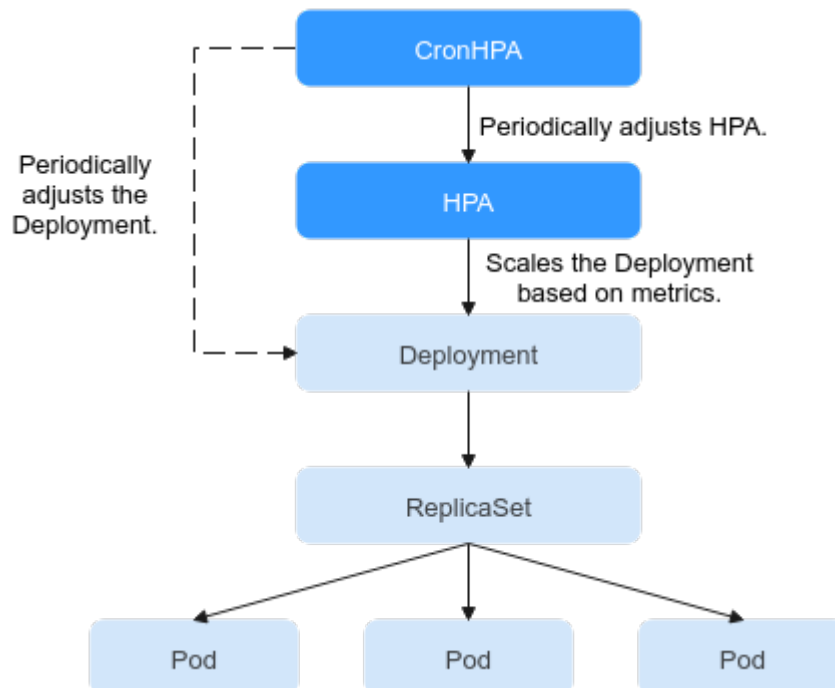 CronHPA
Periodically adjusts HPA.
Periodically
adjusts the
Deployment.
HPA
Scales the Deployment
based on metrics.
Deployment
ReplicaSet
Pod
Pod
Pod